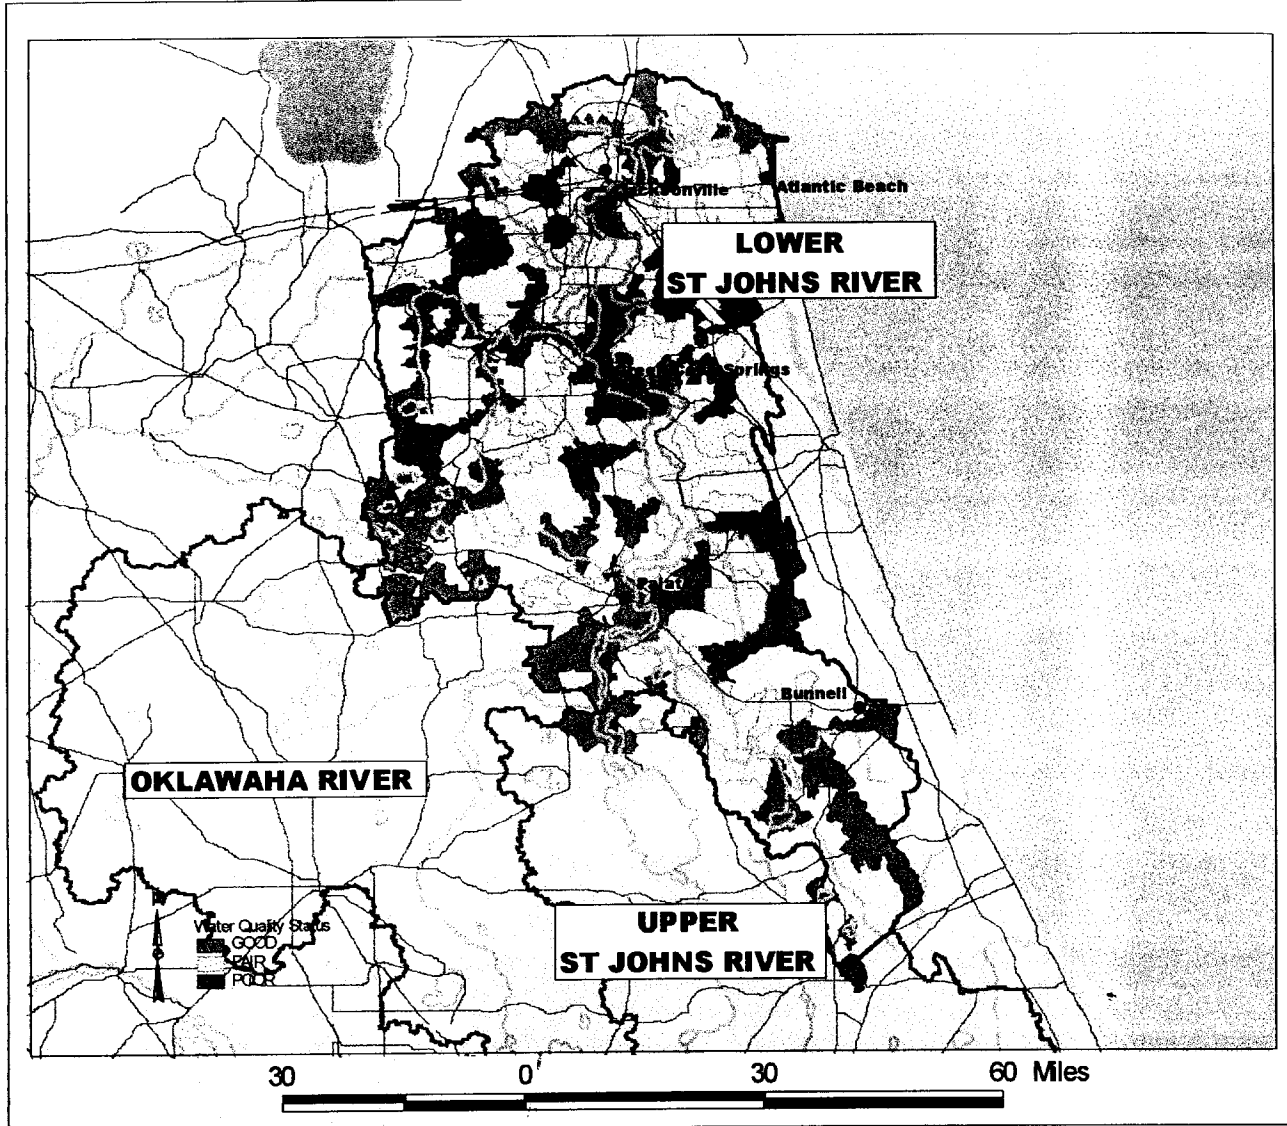 Jacksonville
Atlantic Beach
LOWER
ST JOHNS RIVER
Springs
Palat
Bunnell
OKLAWAHA RIVER
UPPER
ST JOHNS RIVER
Water Quality Status
GOOD
FAIR
POOR
30 0 30 60 Miles